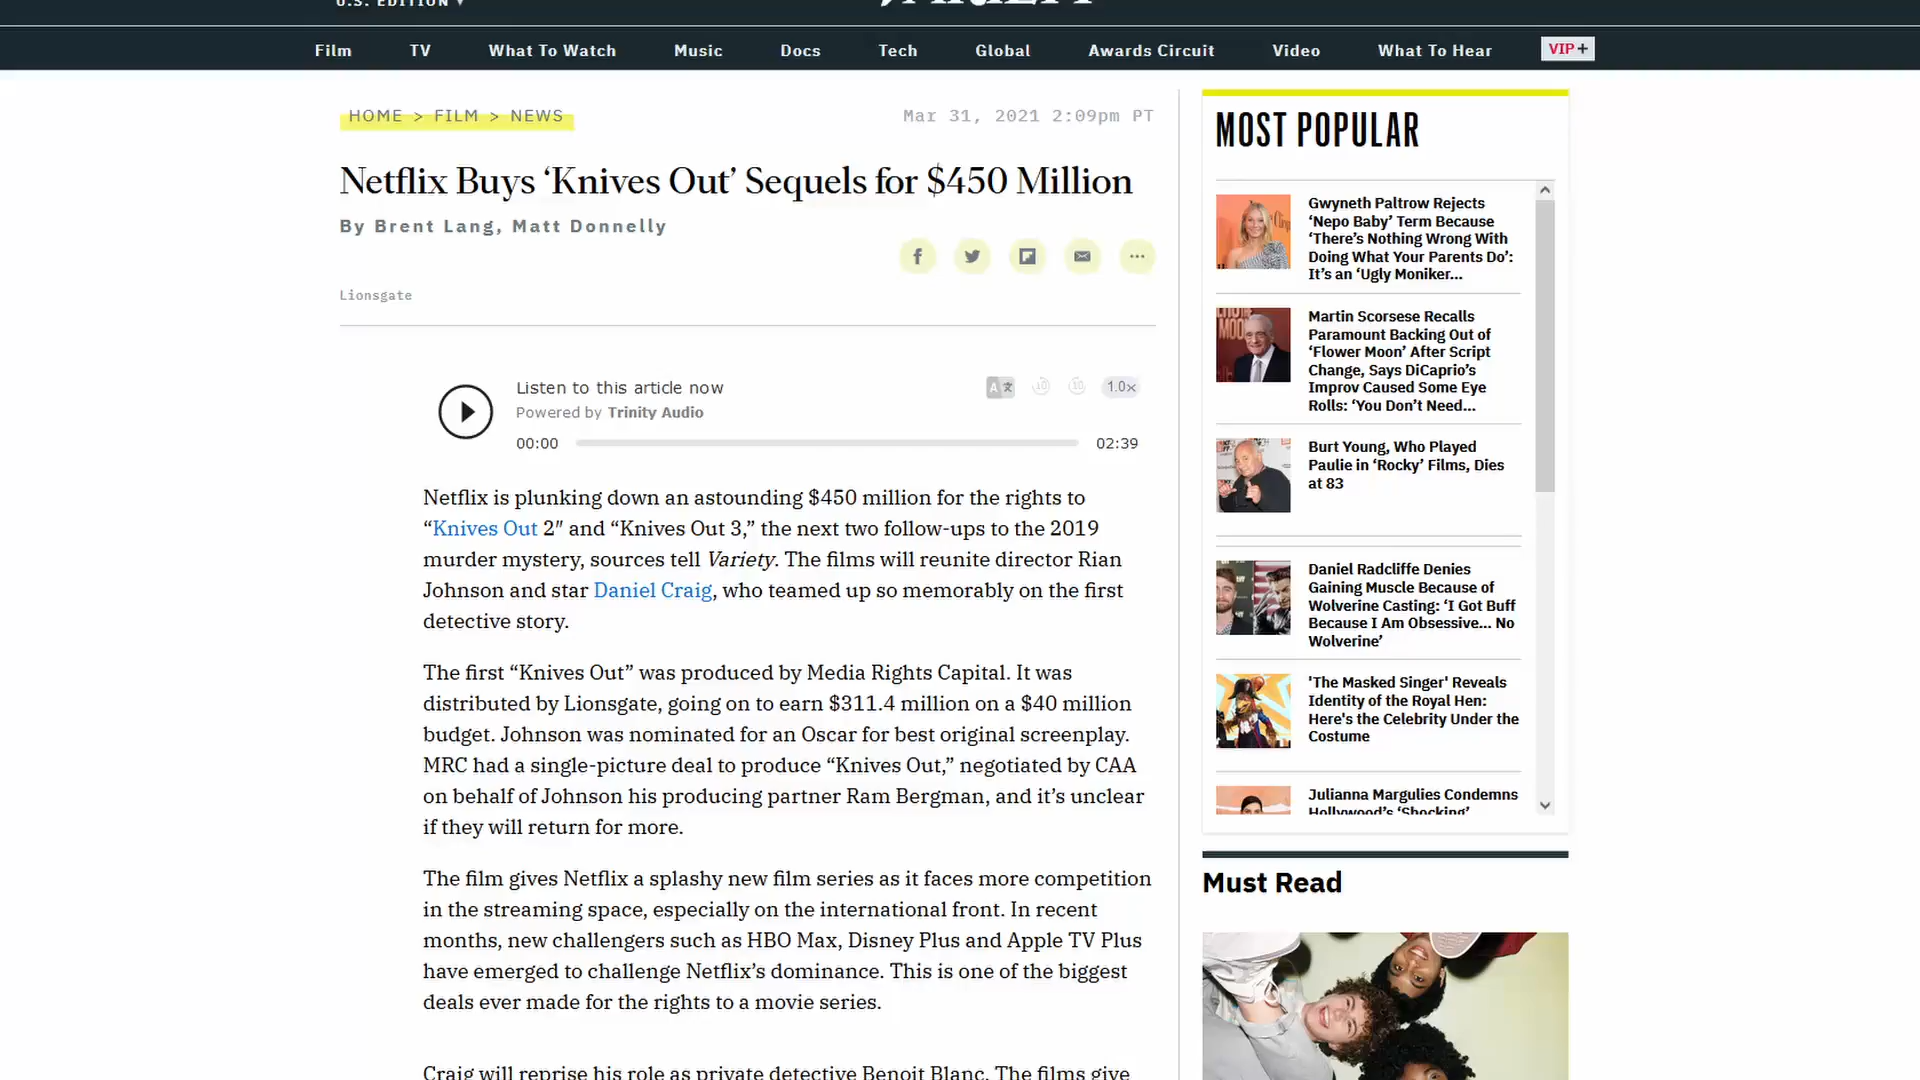 U.S. EDITION
VARIETY
Film TV What To Watch Music Docs Tech Global Awards Circuit Video What To Hear VIP+
HOME > FILM > NEWS
Mar 31, 2021 2:09pm PT
Netflix Buys ‘Knives Out’ Sequels for $450 Million
By Brent Lang, Matt Donnelly
Lionsgate
Listen to this article now
Powered by Trinity Audio
10 10 1.0×
00:00 02:39
Netflix is plunking down an astounding $450 million for the rights to
“Knives Out 2″ and “Knives Out 3,” the next two follow-ups to the 2019
murder mystery, sources tell Variety. The films will reunite director Rian
Johnson and star Daniel Craig, who teamed up so memorably on the first
detective story.
The first “Knives Out” was produced by Media Rights Capital. It was
distributed by Lionsgate, going on to earn $311.4 million on a $40 million
budget. Johnson was nominated for an Oscar for best original screenplay.
MRC had a single-picture deal to produce “Knives Out,” negotiated by CAA
on behalf of Johnson his producing partner Ram Bergman, and it’s unclear
if they will return for more.
The film gives Netflix a splashy new film series as it faces more competition
in the streaming space, especially on the international front. In recent
months, new challengers such as HBO Max, Disney Plus and Apple TV Plus
have emerged to challenge Netflix’s dominance. This is one of the biggest
deals ever made for the rights to a movie series.
Craig will reprise his role as private detective Benoit Blanc. The films give
MOST POPULAR
Gwyneth Paltrow Rejects
‘Nepo Baby’ Term Because
‘There’s Nothing Wrong With
Doing What Your Parents Do’:
It’s an ‘Ugly Moniker...
Martin Scorsese Recalls
Paramount Backing Out of
‘Flower Moon’ After Script
Change, Says DiCaprio’s
Improv Caused Some Eye
Rolls: ‘You Don’t Need...
Burt Young, Who Played
Paulie in ‘Rocky’ Films, Dies
at 83
Daniel Radcliffe Denies
Gaining Muscle Because of
Wolverine Casting: ‘I Got Buff
Because I Am Obsessive... No
Wolverine’
'The Masked Singer' Reveals
Identity of the Royal Hen:
Here's the Celebrity Under the
Costume
Julianna Margulies Condemns
Hollywood’s ‘Shocking’
Must Read